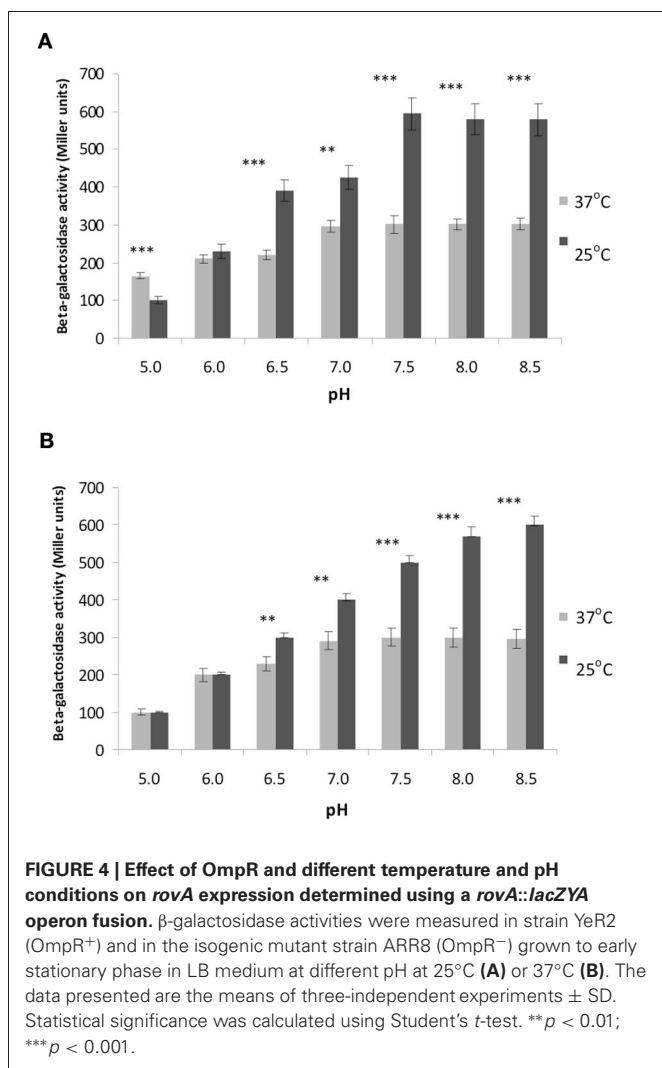 A
Beta-galactosidase activity (Miller units)
700
600
500
400
300
200
100
0
***
***
**
***
***
***
37°C
25°C
5.0 6.0 6.5 7.0 7.5 8.0 8.5
pH
B
Beta-galactosidase activity (Miller units)
700
600
500
400
300
200
100
0
**
**
***
***
***
37°C
25°C
5.0 6.0 6.5 7.0 7.5 8.0 8.5
pH
FIGURE 4 | Effect of OmpR and different temperature and pH
conditions on rovA expression determined using a rovA::lacZYA
operon fusion. β-galactosidase activities were measured in strain YeR2
(OmpR⁺) and in the isogenic mutant strain ARR8 (OmpR⁻) grown to early
stationary phase in LB medium at different pH at 25°C (A) or 37°C (B). The
data presented are the means of three-independent experiments ± SD.
Statistical significance was calculated using Student's t-test. **p < 0.01;
***p < 0.001.